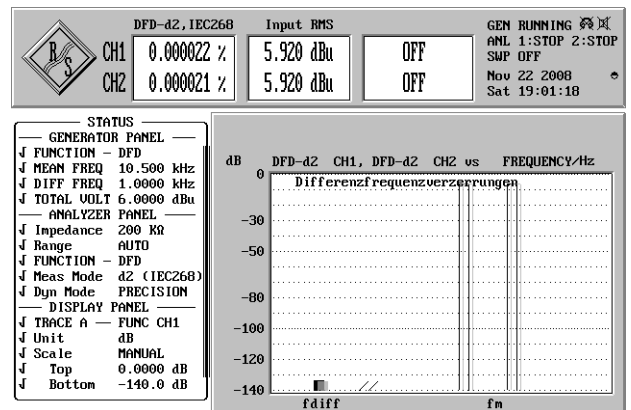 DFD-d2,IEC268 Input RMS
R&S CH1 0.000022 % 5.920 dBu OFF
CH2 0.000021 % 5.920 dBu OFF
GEN RUNNING
ANL 1:STOP 2:STOP
SWP OFF
Nov 22 2008
Sat 19:01:18
STATUS
GENERATOR PANEL
FUNCTION - DFD
MEAN FREQ 10.500 kHz
DIFF FREQ 1.0000 kHz
TOTAL VOLT 6.0000 dBu
ANALYZER PANEL
Impedance 200 KΩ
Range AUTO
FUNCTION - DFD
Meas Mode d2 (IEC268)
Dyn Mode PRECISION
DISPLAY PANEL
TRACE A — FUNC CH1
Unit dB
Scale MANUAL
Top 0.0000 dB
Bottom -140.0 dB
dB DFD-d2 CH1, DFD-d2 CH2 vs FREQUENCY/Hz
Differenzfrequenzverzerrungen
0
-30
-50
-80
-100
-120
-140
fdiff fm